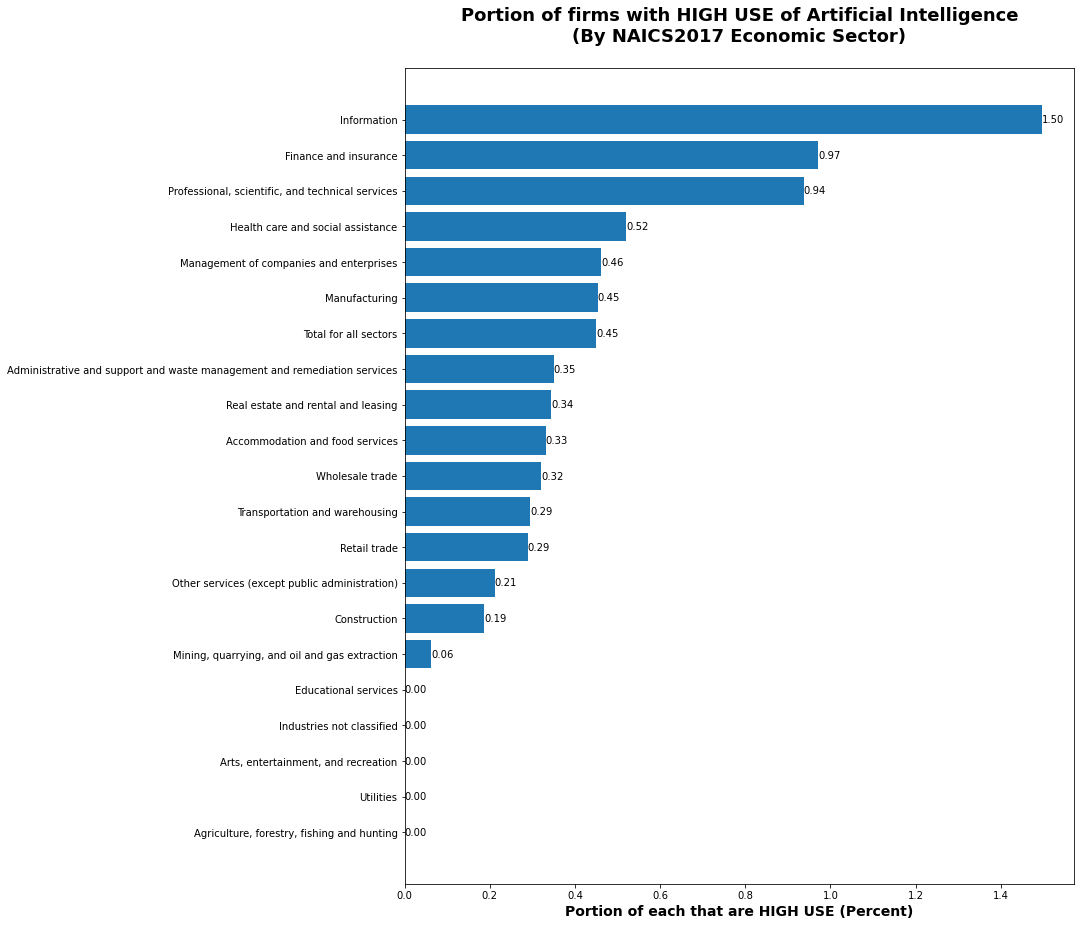 Portion of firms with HIGH USE of Artificial Intelligence
(By NAICS2017 Economic Sector)
Information 1.50
Finance and insurance 0.97
Professional, scientific, and technical services 0.94
Health care and social assistance 0.52
Management of companies and enterprises 0.46
Manufacturing 0.45
Total for all sectors 0.45
Administrative and support and waste management and remediation services 0.35
Real estate and rental and leasing 0.34
Accommodation and food services 0.33
Wholesale trade 0.32
Transportation and warehousing 0.29
Retail trade 0.29
Other services (except public administration) 0.21
Construction 0.19
Mining, quarrying, and oil and gas extraction 0.06
Educational services 0.00
Industries not classified 0.00
Arts, entertainment, and recreation 0.00
Utilities 0.00
Agriculture, forestry, fishing and hunting 0.00
0.0 0.2 0.4 0.6 0.8 1.0 1.2 1.4
Portion of each that are HIGH USE (Percent)